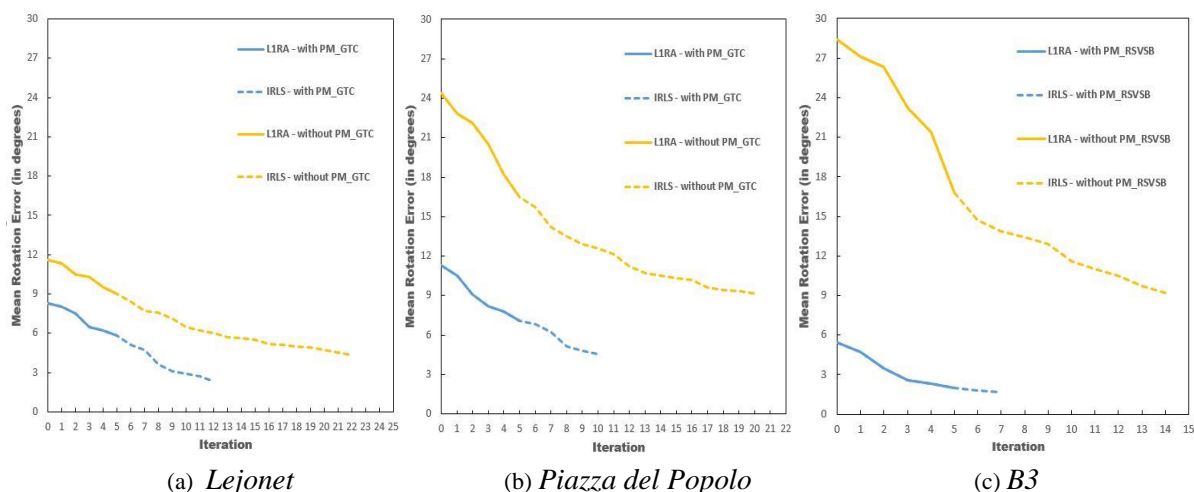 Mean Rotation Error (in degrees)
30
27
24
21
18
15
12
9
6
3
0
L1RA - with PM_GTC
IRLS - with PM_GTC
L1RA - without PM_GTC
IRLS - without PM_GTC
0 1 2 3 4 5 6 7 8 9 10 11 12 13 14 15 16 17 18 19 20 21 22 23 24 25
Iteration
(a) Lejonet
Mean Rotation Error (in degrees)
30
27
24
21
18
15
12
9
6
3
0
L1RA - with PM_GTC
IRLS - with PM_GTC
L1RA - without PM_GTC
IRLS - without PM_GTC
0 1 2 3 4 5 6 7 8 9 10 11 12 13 14 15 16 17 18 19 20 21 22
Iteration
(b) Piazza del Popolo
Mean Rotation Error (in degrees)
30
27
24
21
18
15
12
9
6
3
0
L1RA - with PM_RSVSB
IRLS - with PM_RSVSB
L1RA - without PM_RSVSB
IRLS - without PM_RSVSB
0 1 2 3 4 5 6 7 8 9 10 11 12 13 14 15
Iteration
(c) B3